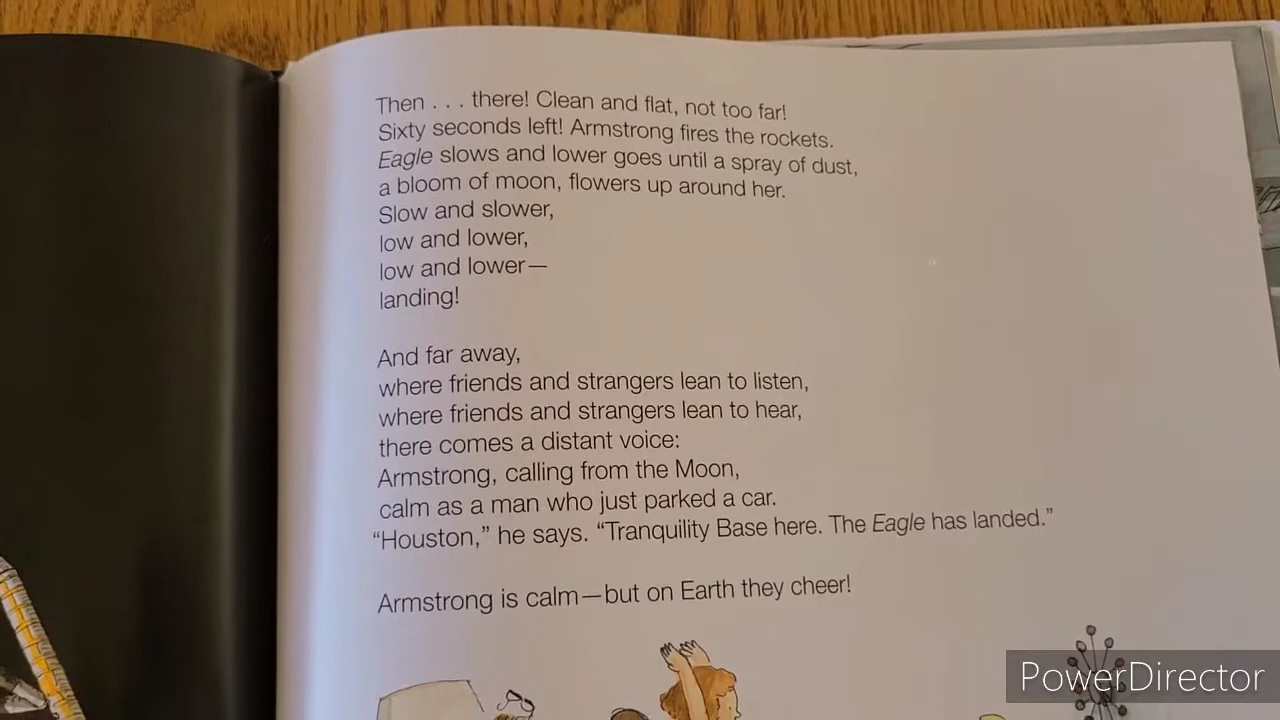 Then . . . there! Clean and flat, not too far!
Sixty seconds left! Armstrong fires the rockets.
Eagle slows and lower goes until a spray of dust,
a bloom of moon, flowers up around her.
Slow and slower,
low and lower,
low and lower—
landing!
And far away,
where friends and strangers lean to listen,
where friends and strangers lean to hear,
there comes a distant voice:
Armstrong, calling from the Moon,
calm as a man who just parked a car.
“Houston,” he says. “Tranquility Base here. The Eagle has landed.”
Armstrong is calm—but on Earth they cheer!
PowerDirector